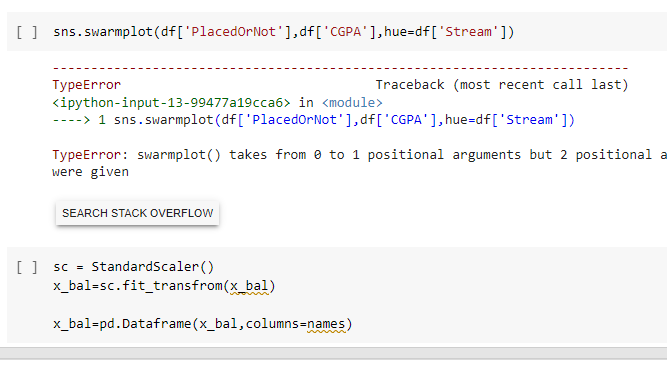 [ ] sns.swarmplot(df['PlacedOrNot'],df['CGPA'],hue=df['Stream'])
---------------------------------------------------------------------------
TypeError Traceback (most recent call last)
<ipython-input-13-99477a19cca6> in <module>
----> 1 sns.swarmplot(df['PlacedOrNot'],df['CGPA'],hue=df['Stream'])
TypeError: swarmplot() takes from 0 to 1 positional arguments but 2 positional a
were given
SEARCH STACK OVERFLOW
[ ] sc = StandardScaler()
x_bal=sc.fit_transfrom(x_bal)
x_bal=pd.Dataframe(x_bal,columns=names)